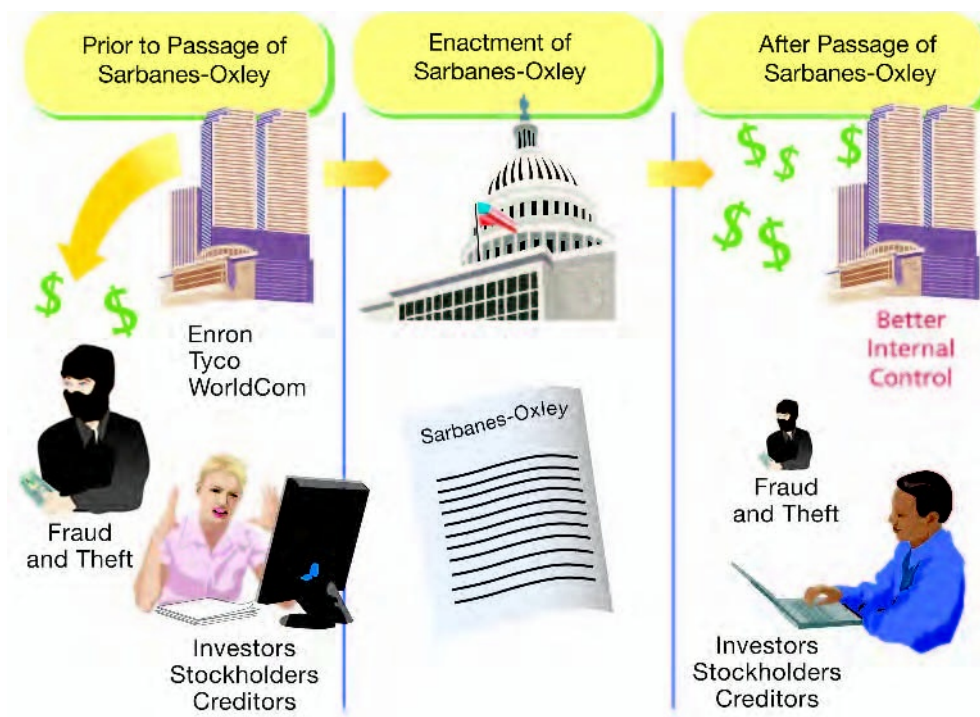 Prior to Passage of
Sarbanes-Oxley
Enactment of
Sarbanes-Oxley
After Passage of
Sarbanes-Oxley
$
$
Enron
Tyco
WorldCom
Fraud
and Theft
Investors
Stockholders
Creditors
Sarbanes-Oxley
$
$
$
$
$
Better
Internal
Control
Fraud
and Theft
Investors
Stockholders
Creditors